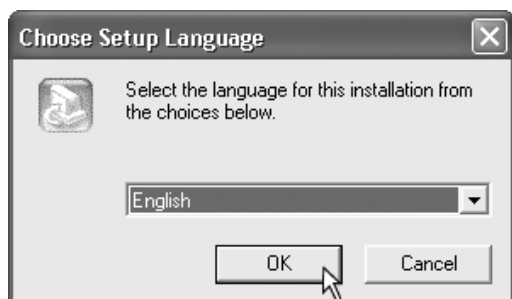 Choose Setup Language
Select the language for this installation from
the choices below.
English
OK
Cancel